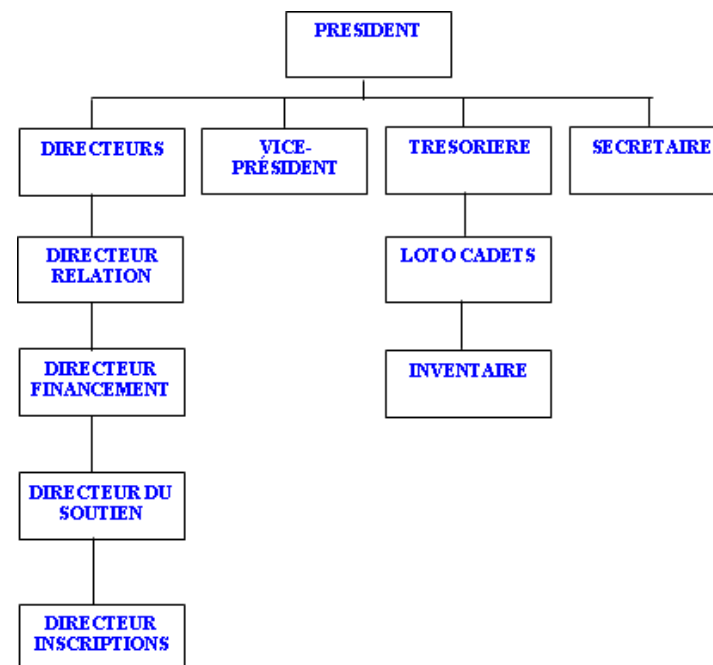 PRESIDENT
DIRECTEURS
VICE-
PRÉSIDENT
TRESORIERE
SECRETAIRE
DIRECTEUR
RELATION
LOTO CADETS
DIRECTEUR
FINANCEMENT
INVENTAIRE
DIRECTEUR DU
SOUTIEN
DIRECTEUR
INSCRIPTIONS